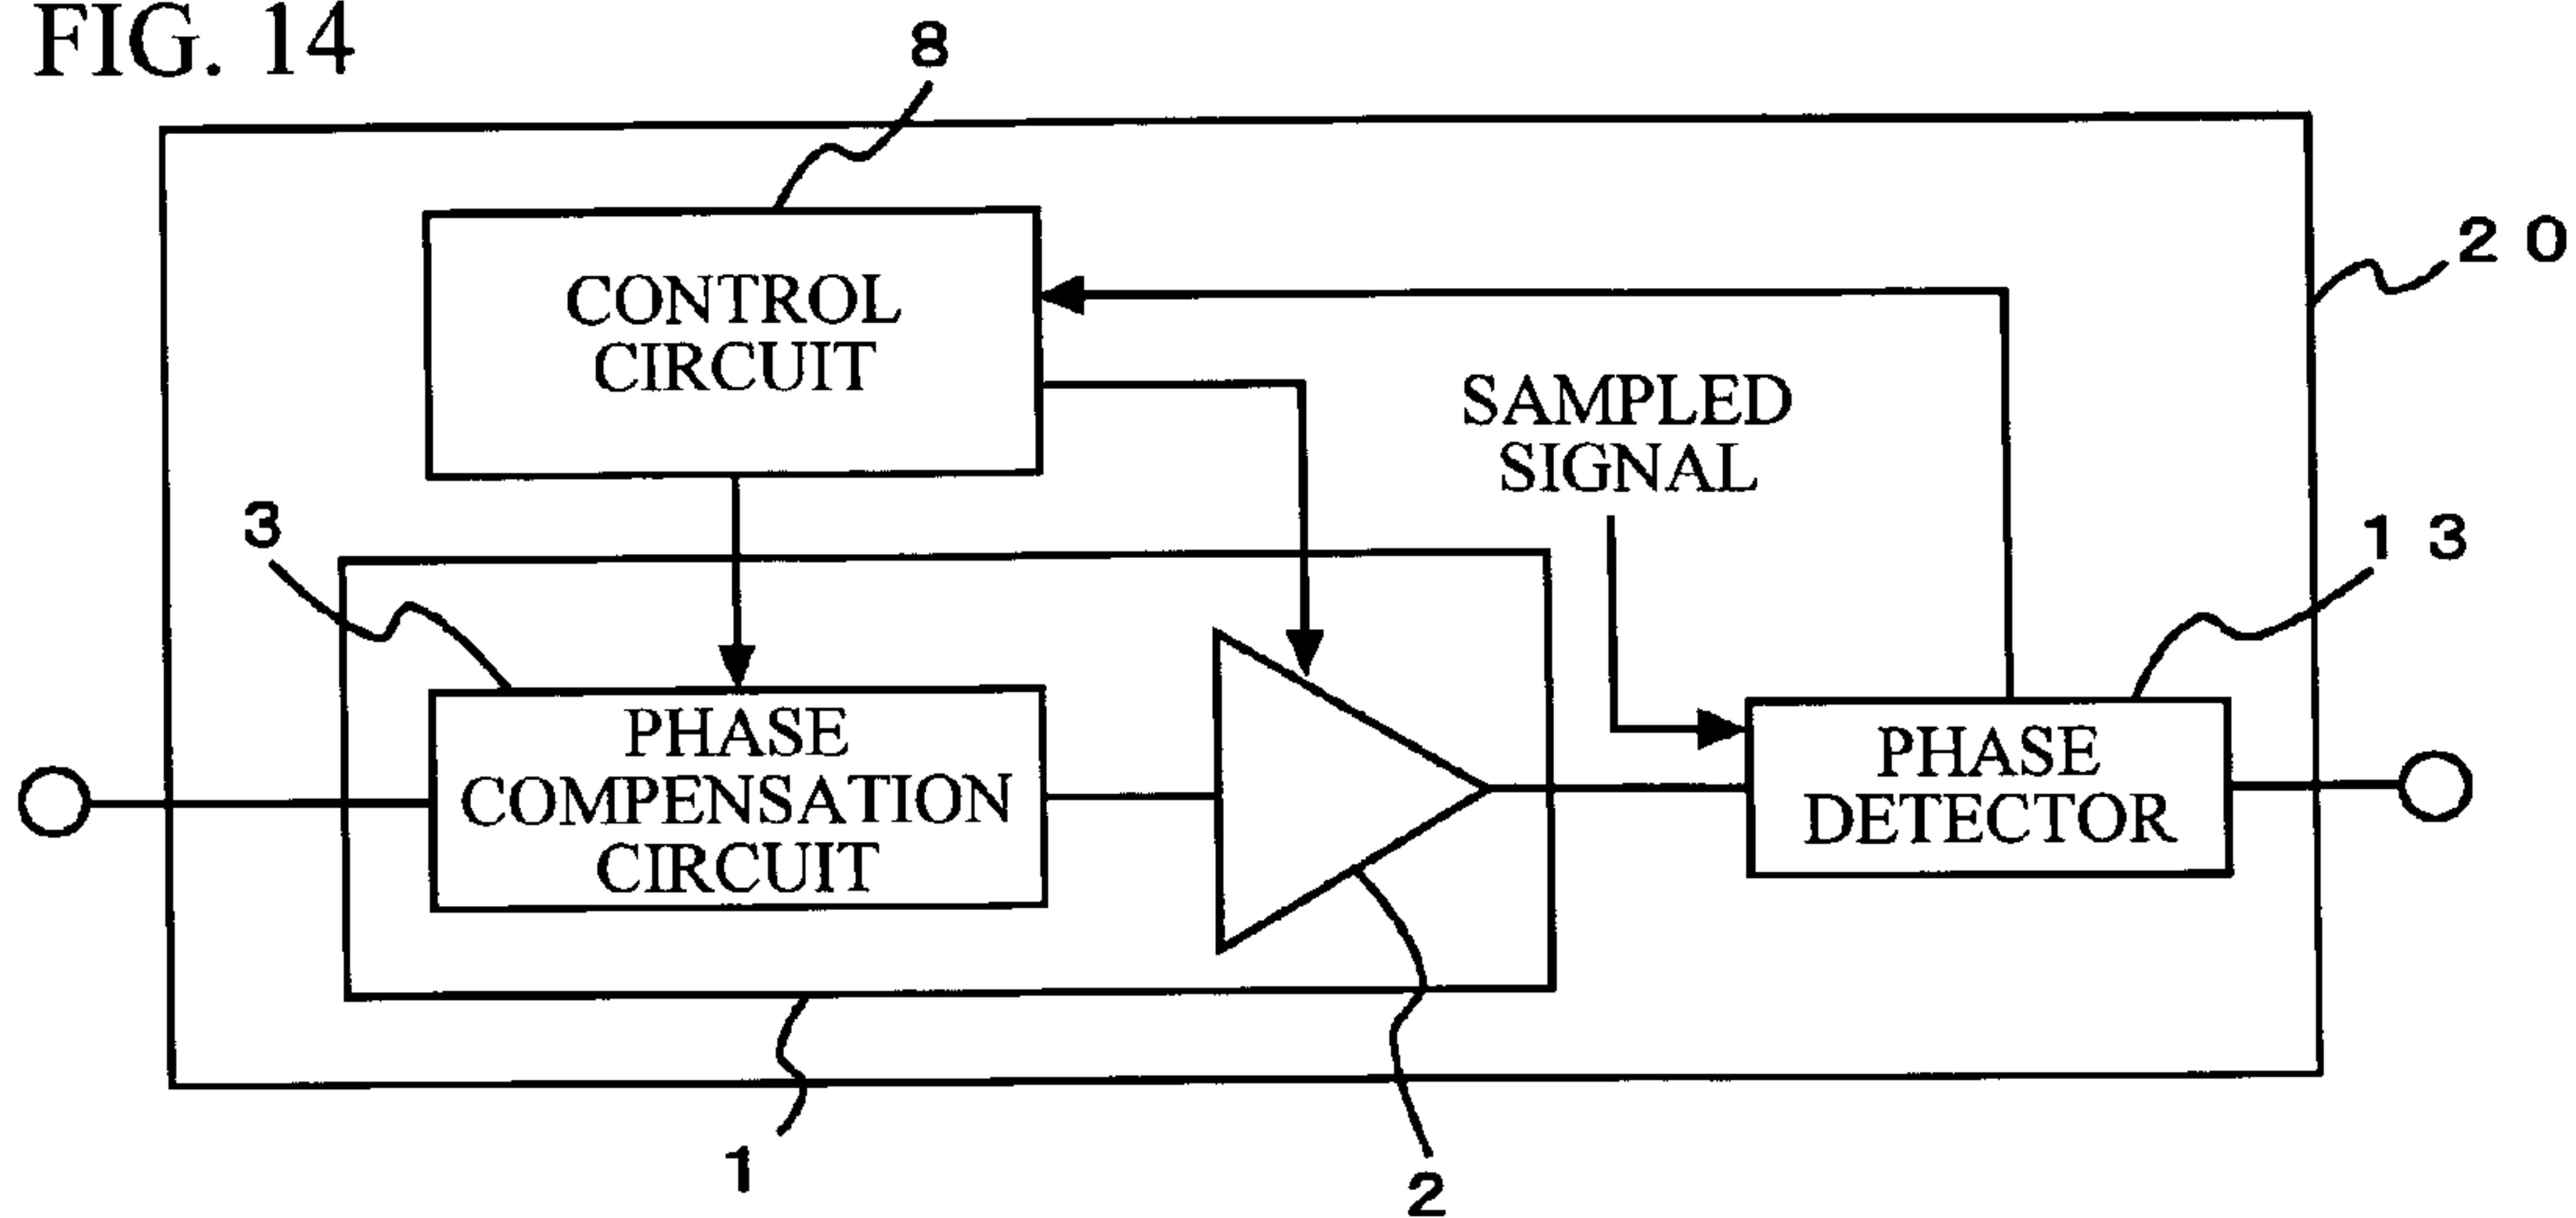 FIG. 14
8
CONTROL
CIRCUIT
20
SAMPLED
SIGNAL
3
13
PHASE
COMPENSATION
CIRCUIT
PHASE
DETECTOR
1
2